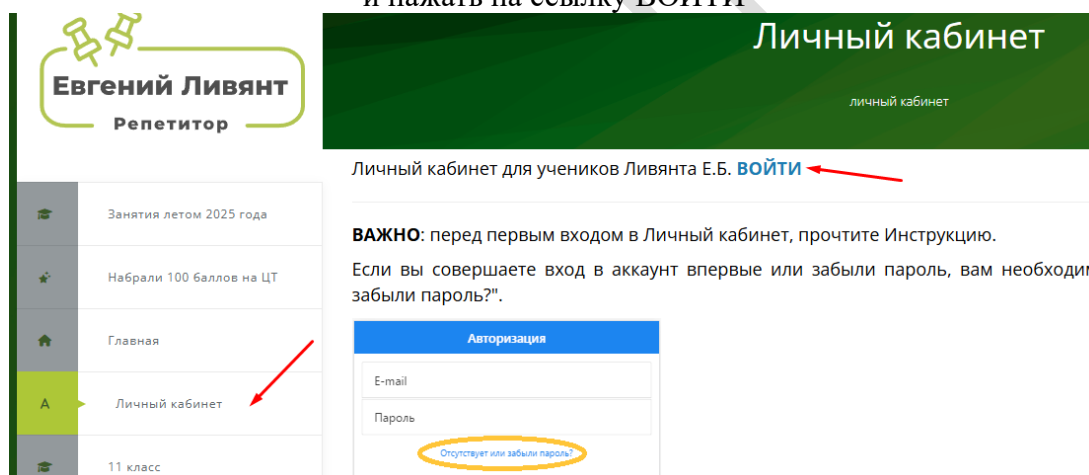 и нажать на ссылку ВОЙТИ
Евгений Ливянт
Репетитор
Личный кабинет
личный кабинет
Занятия летом 2025 года
Набрали 100 баллов на ЦТ
Главная
А
Личный кабинет
11 класс
Личный кабинет для учеников Ливянта Е.Б. ВОЙТИ
ВАЖНО: перед первым входом в Личный кабинет, прочтите Инструкцию.
Если вы совершаете вход в аккаунт впервые или забыли пароль, вам необходи
забыли пароль?".
Авторизация
E-mail
Пароль
Отсутствует или забыли пароль?